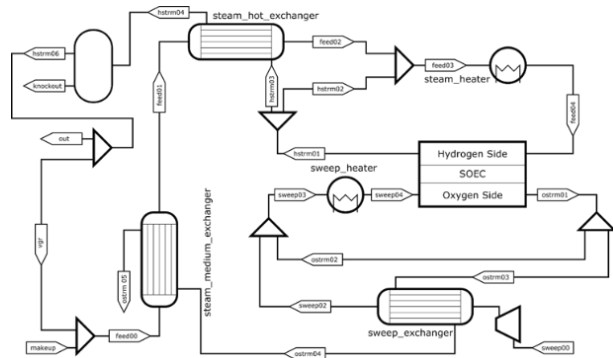 hstrm04
steam_hot_exchanger
hstrm06
feed02
knockout
feed01
hstrm03
hstrm02
feed03
steam_heater
feed04
out
hstrm01
Hydrogen Side
SOEC
Oxygen Side
sweep_heater
sweep03
sweep04
ostrm01
vgr
ostrm 05
steam_medium_exchanger
ostrm02
ostrm03
sweep02
sweep_exchanger
makeup
feed00
ostrm04
sweep00